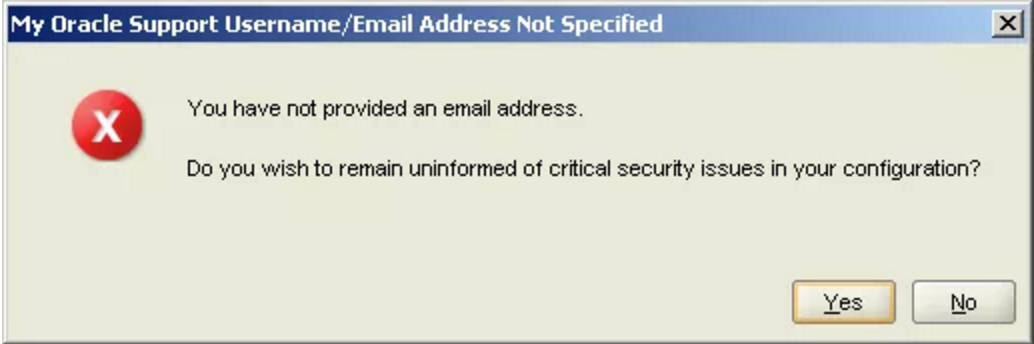 My Oracle Support Username/Email Address Not Specified
You have not provided an email address.
Do you wish to remain uninformed of critical security issues in your configuration?
Yes No